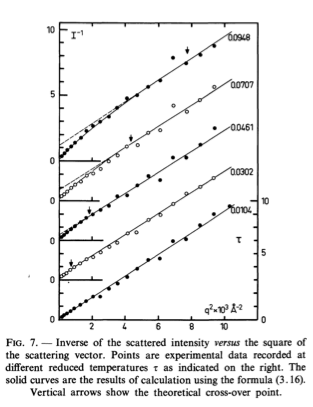 10
I⁻¹
0.0948
5
0.0707
0
0.0461
0
0.0302
0
0.0104
10
τ
5
0
q²×10³ Å⁻²
0
0
2
4
6
8
10
FIG. 7. — Inverse of the scattered intensity versus the square of
the scattering vector. Points are experimental data recorded at
different reduced temperatures τ as indicated on the right. The
solid curves are the results of calculation using the formula (3.16).
Vertical arrows show the theoretical cross-over point.